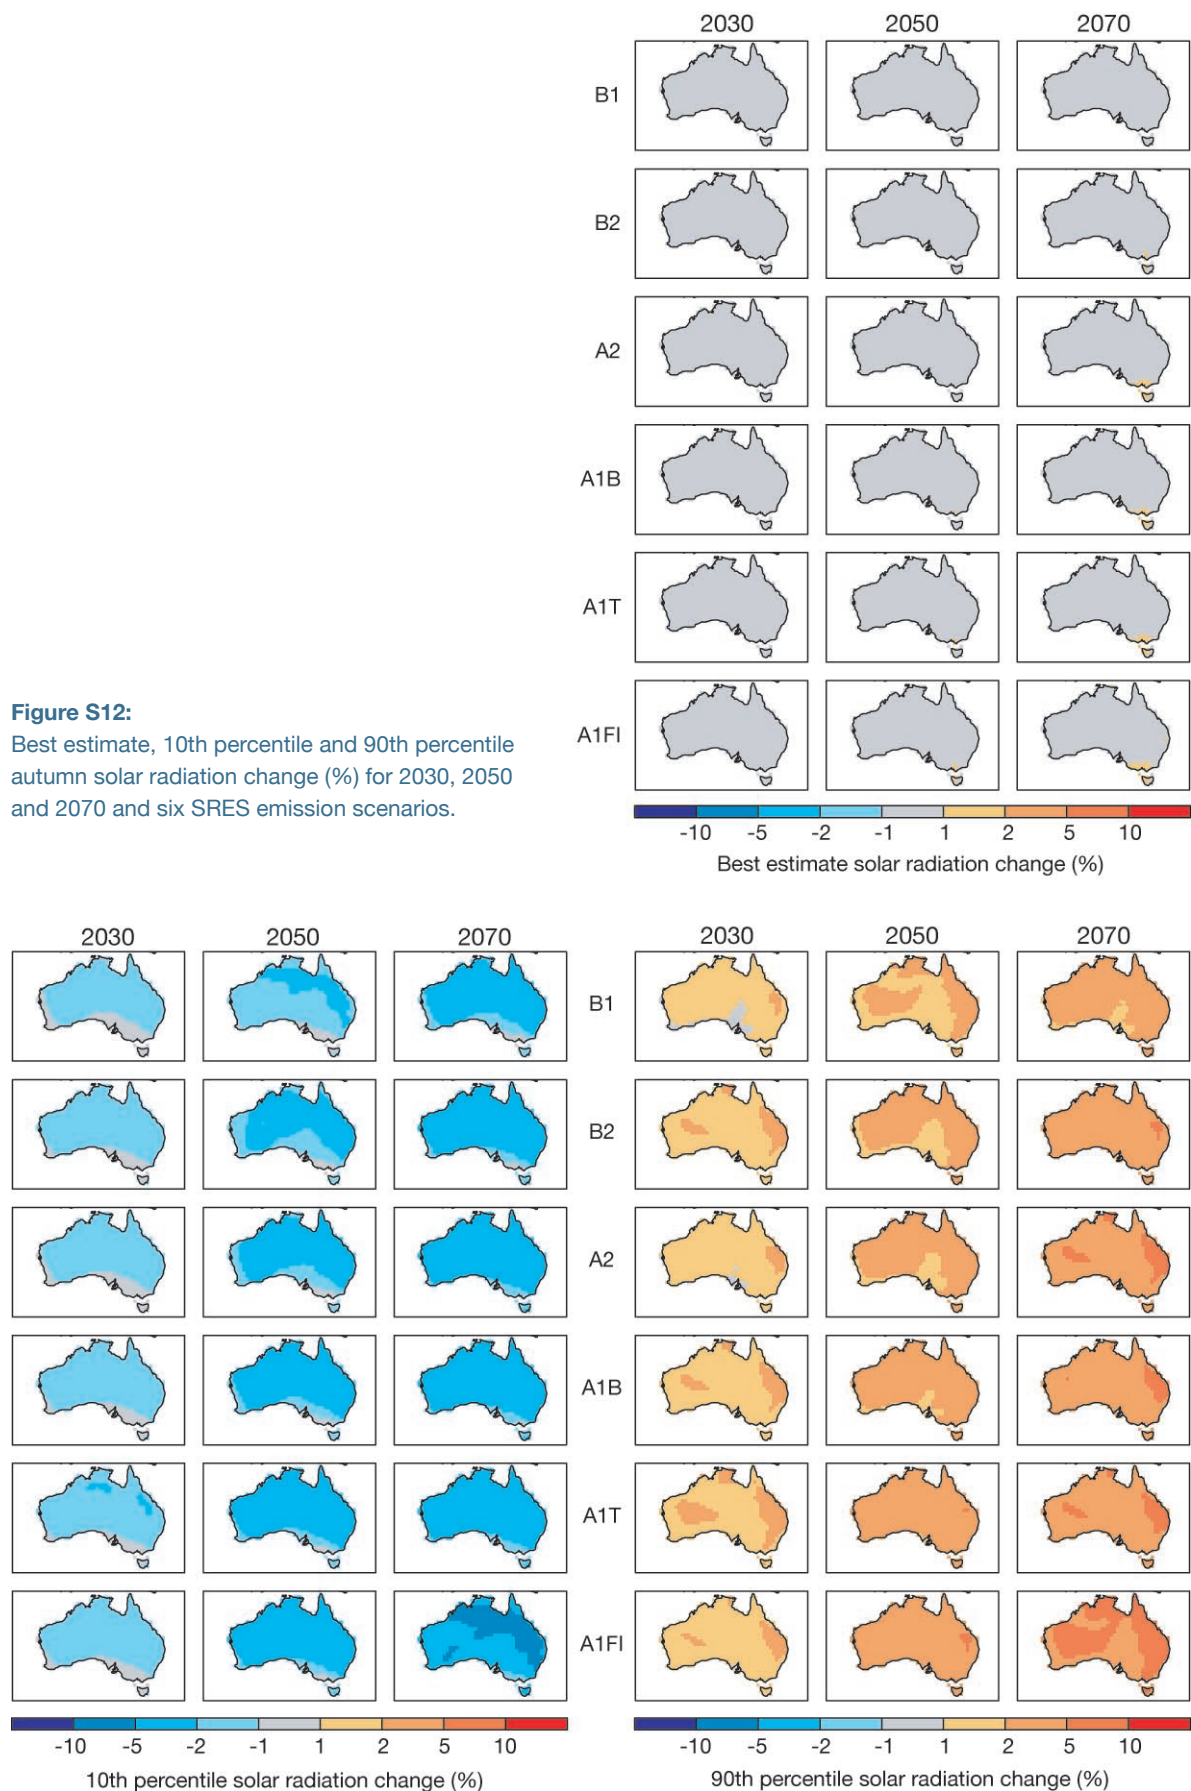 2030 2050 2070
B1
B2
A2
A1B
A1T
A1FI
-10 -5 -2 -1 1 2 5 10
Best estimate solar radiation change (%)
Figure S12:
Best estimate, 10th percentile and 90th percentile
autumn solar radiation change (%) for 2030, 2050
and 2070 and six SRES emission scenarios.
2030 2050 2070 2030 2050 2070
B1
B2
A2
A1B
A1T
A1FI
-10 -5 -2 -1 1 2 5 10
10th percentile solar radiation change (%)
-10 -5 -2 -1 1 2 5 10
90th percentile solar radiation change (%)